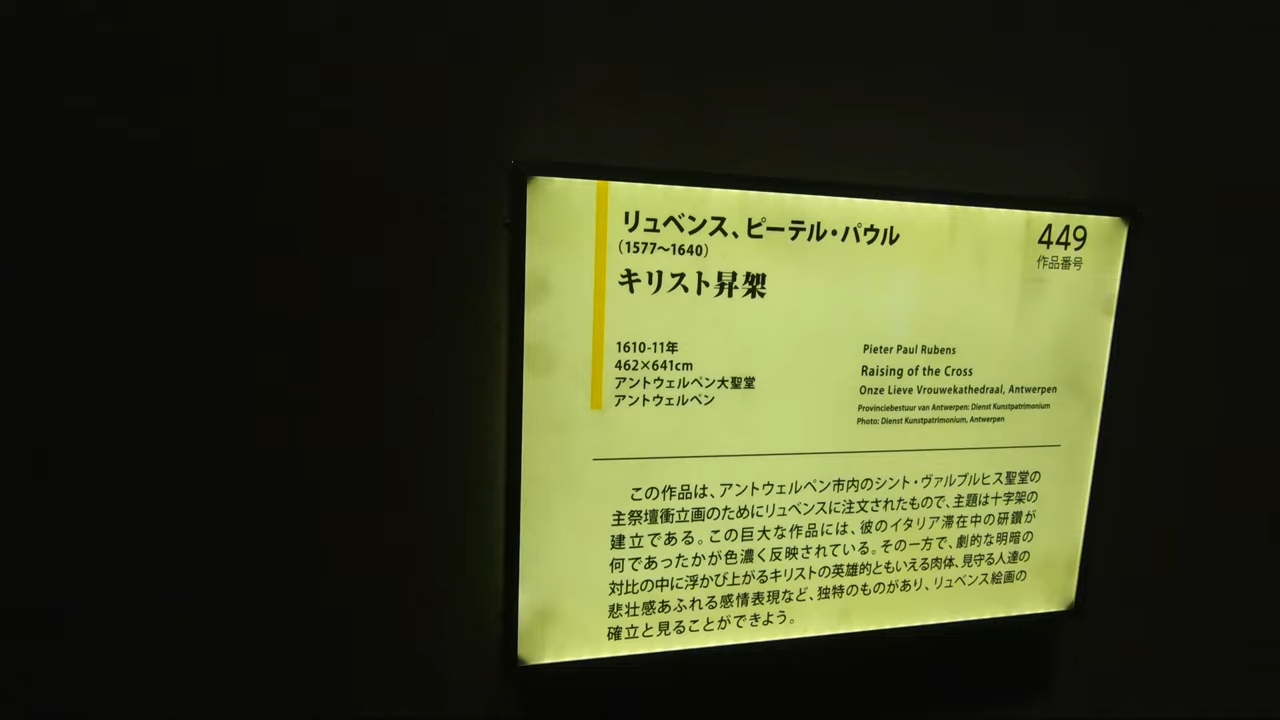 リュベンス、ピーテル・パウル
(1577～1640)
キリスト昇架
449
作品番号
1610-11年
462×641cm
アントウェルペン大聖堂
アントウェルペン
Pieter Paul Rubens
Raising of the Cross
Onze Lieve Vrouwekathedraal, Antwerpen
Provinciebestuur van Antwerpen: Dienst Kunstpatrimonium
Photo: Dienst Kunstpatrimonium, Antwerpen
この作品は、アントウェルペン市内のシント・ヴァルブルヒス聖堂の
主祭壇衝立画のためにリュベンスに注文されたもので、主題は十字架の
建立である。この巨大な作品には、彼のイタリア滞在中の研鑽が
何であったかが色濃く反映されている。その一方で、劇的な明暗の
対比の中に浮かび上がるキリストの英雄的ともいえる肉体、見守る人達の
悲壮感あふれる感情表現など、独特のものがあり、リュベンス絵画の
確立と見ることができよう。